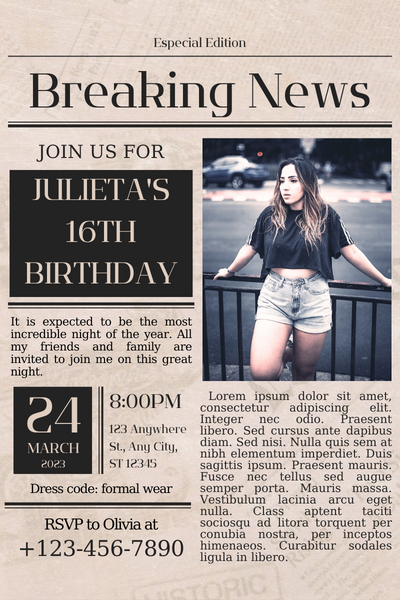 Especial Edition
Breaking News
JOIN US FOR
JULIETA'S
16TH
BIRTHDAY
It is expected to be the most
incredible night of the year. All
my friends and family are
invited to join me on this great
night.
24
MARCH
2023
8:00PM
123 Anywhere
St., Any City,
ST 12345
Dress code: formal wear
RSVP to Olivia at
+123-456-7890
Lorem ipsum dolor sit amet,
consectetur adipiscing elit.
Integer nec odio. Praesent
libero. Sed cursus ante dapibus
diam. Sed nisi. Nulla quis sem at
nibh elementum imperdiet. Duis
sagittis ipsum. Praesent mauris.
Fusce nec tellus sed augue
semper porta. Mauris massa.
Vestibulum lacinia arcu eget
nulla. Class aptent taciti
sociosqu ad litora torquent per
conubia nostra, per inceptos
himenaeos. Curabitur sodales
ligula in libero.